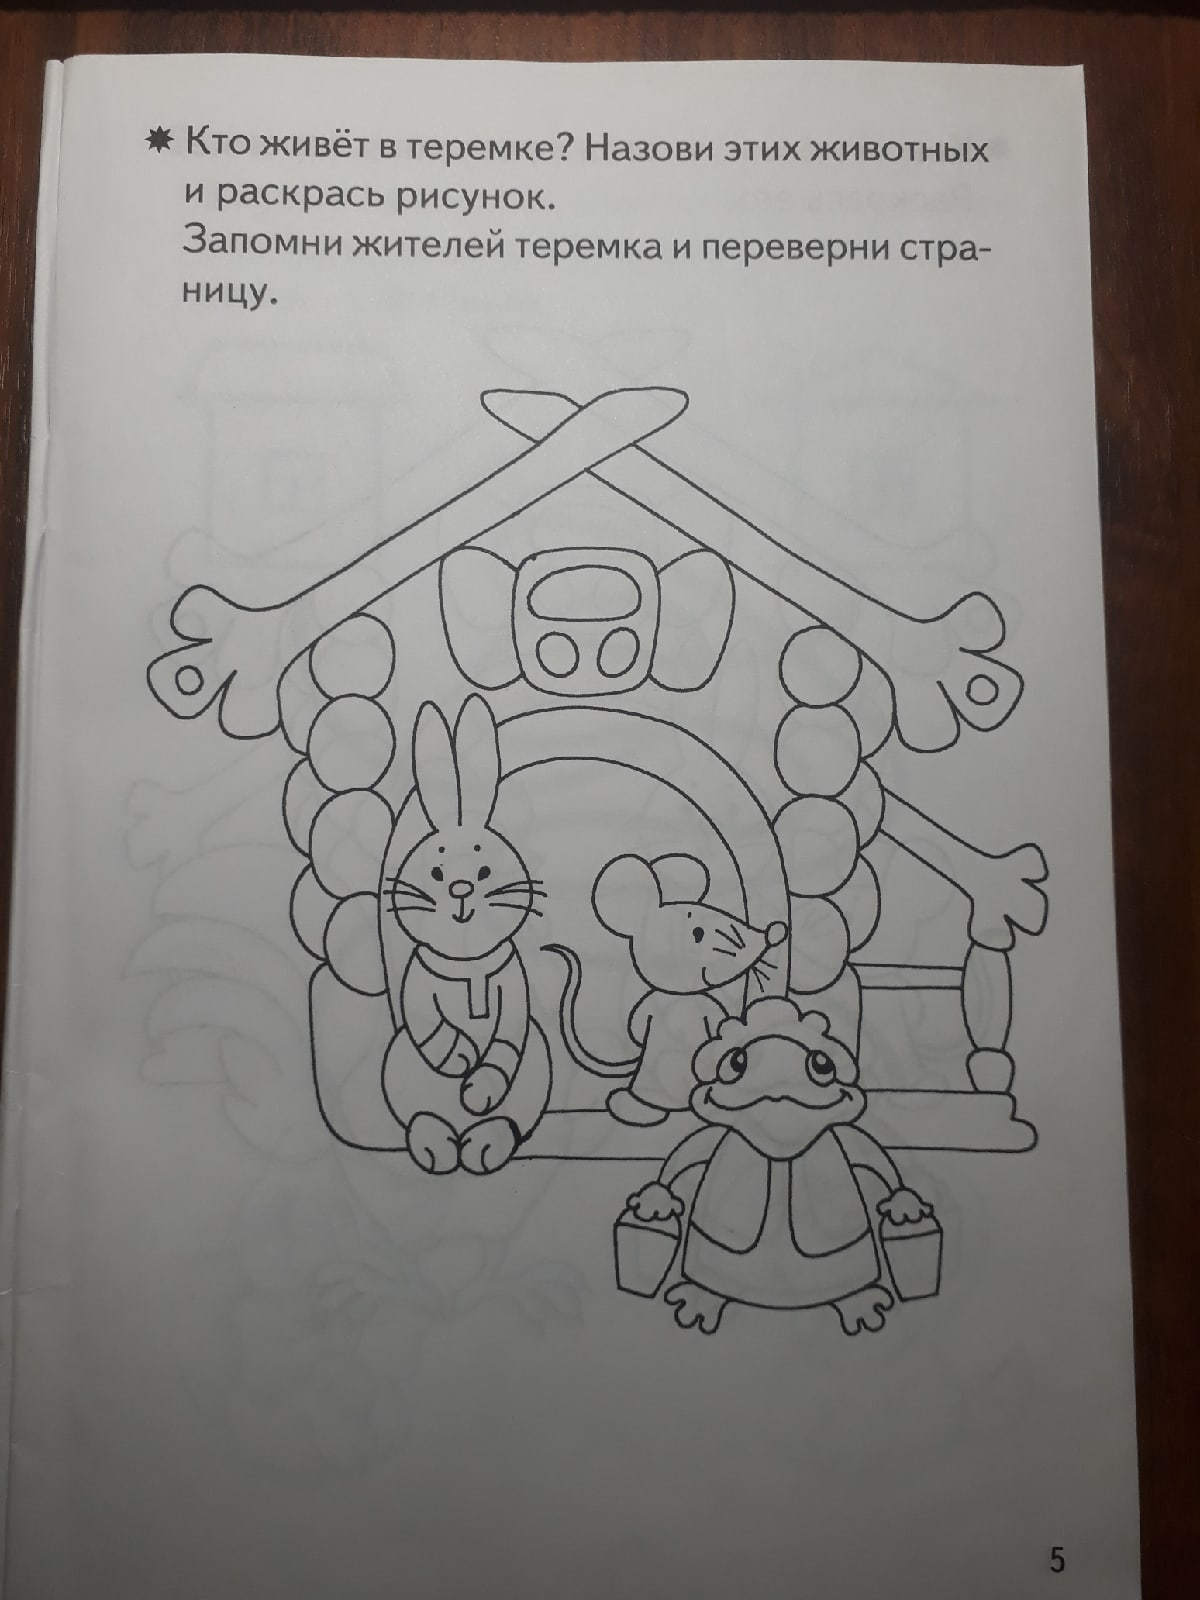 Кто живёт в теремке? Назови этих животных
и раскрась рисунок.
Запомни жителей теремка и переверни стра-
ницу.
5